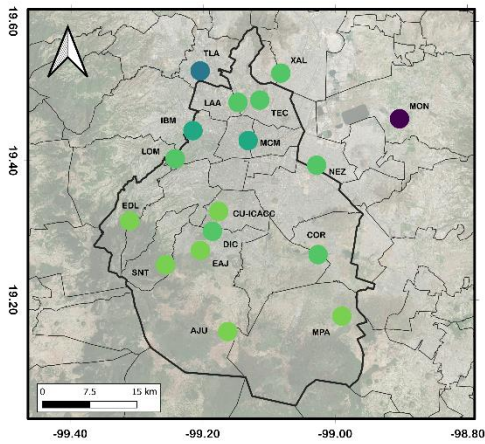 19.60
TLA
XAL
LAA
TEC
MON
IBM
MCM
LOM
19.40
NEZ
EDL
CU-ICACC
COR
DIC
EAJ
SNT
19.20
AJU
MPA
0 7.5 15 km
-99.40 -99.20 -99.00 -98.80